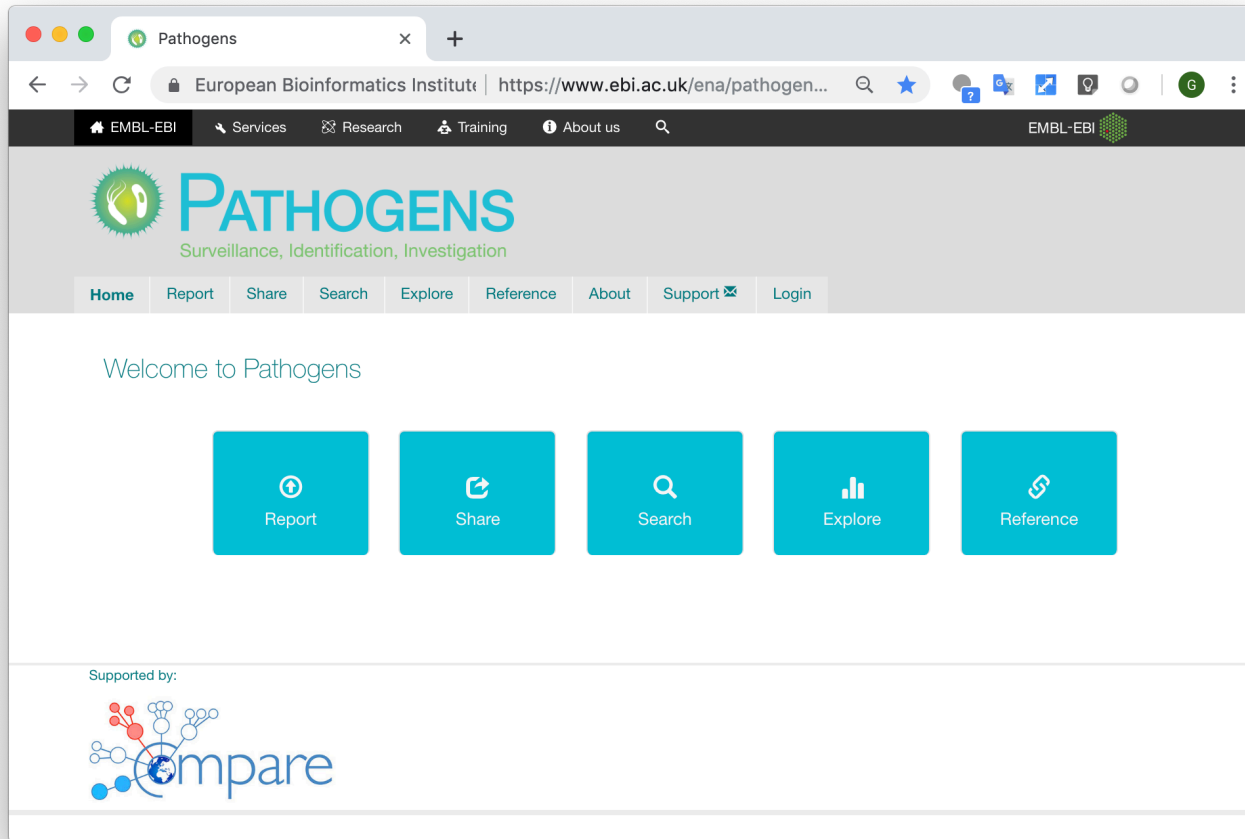 Pathogens
European Bioinformatics Institute https://www.ebi.ac.uk/ena/pathogen... G
EMBL-EBI Services Research Training About us EMBL-EBI
PATHOGENS
Surveillance, Identification, Investigation
Home Report Share Search Explore Reference About Support Login
Welcome to Pathogens
Report Share Search Explore Reference
Supported by:
Compare